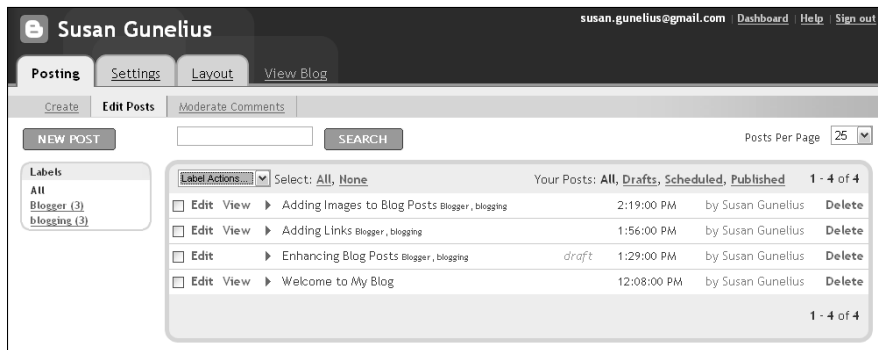 susan.gunelius@gmail.com | Dashboard | Help | Sign out
Susan Gunelius
Posting Settings Layout View Blog
Create Edit Posts Moderate Comments
NEW POST SEARCH Posts Per Page 25
Labels
All
Blogger (3)
blogging (3)
Label Actions... Select: All, None Your Posts: All, Drafts, Scheduled, Published 1 - 4 of 4
Edit View Adding Images to Blog Posts Blogger, blogging 2:19:00 PM by Susan Gunelius Delete
Edit View Adding Links Blogger, blogging 1:56:00 PM by Susan Gunelius Delete
Edit Enhancing Blog Posts Blogger, blogging draft 1:29:00 PM by Susan Gunelius Delete
Edit View Welcome to My Blog 12:08:00 PM by Susan Gunelius Delete
1 - 4 of 4